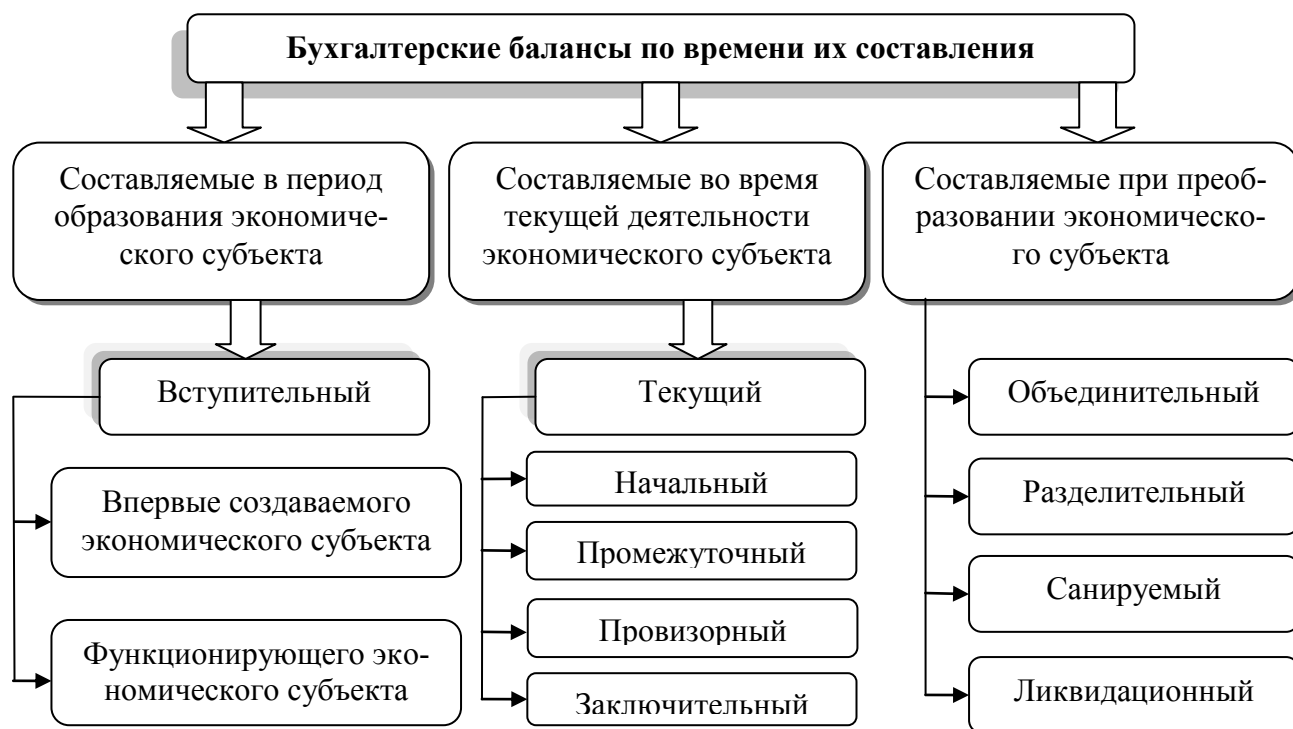 Бухгалтерские балансы по времени их составления
Составляемые в период
образования экономиче-
ского субъекта
Составляемые во время
текущей деятельности
экономического субъекта
Составляемые при преоб-
разовании экономическо-
го субъекта
Вступительный
Впервые создаваемого
экономического субъекта
Функционирующего эко-
номического субъекта
Текущий
Начальный
Промежуточный
Провизорный
Заключительный
Объединительный
Разделительный
Санируемый
Ликвидационный